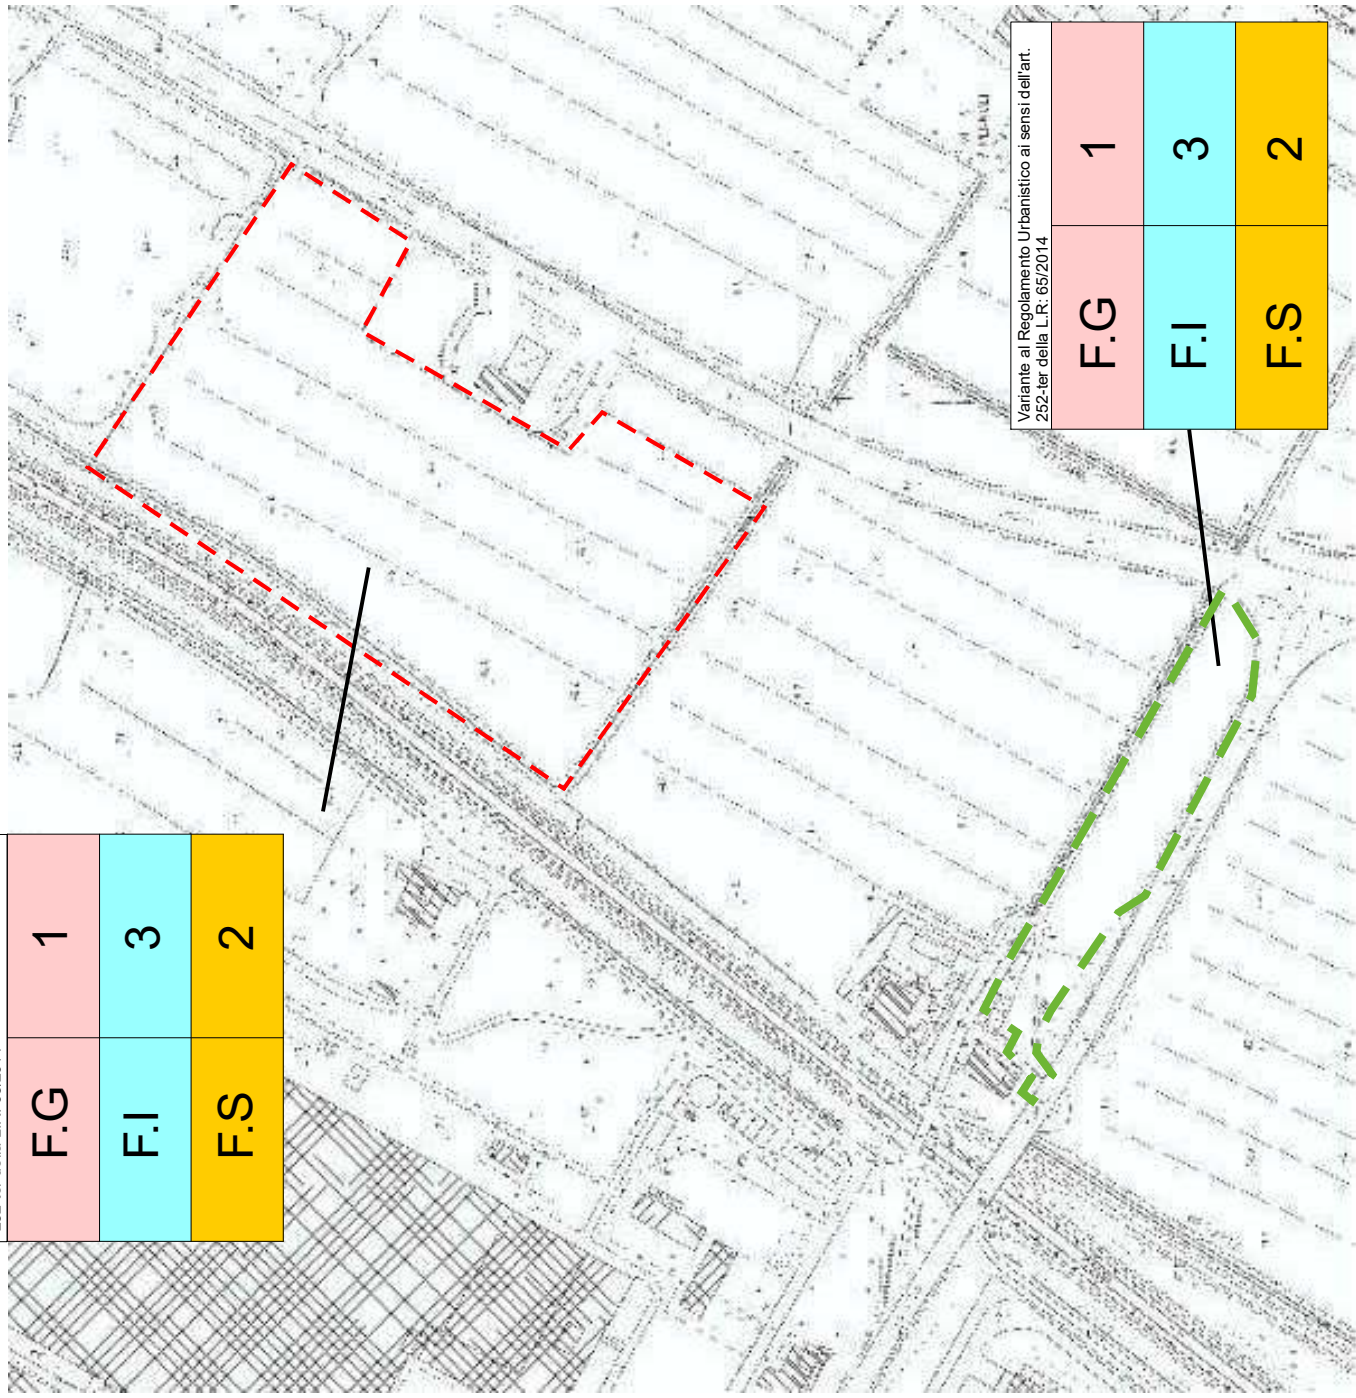 Variante al Regolamento Urbanistico ai sensi dell'art.
252-ter della L.R: 65/2014
F.G 1
F.I 3
F.S 2
F.G 1
F.I 3
F.S 2